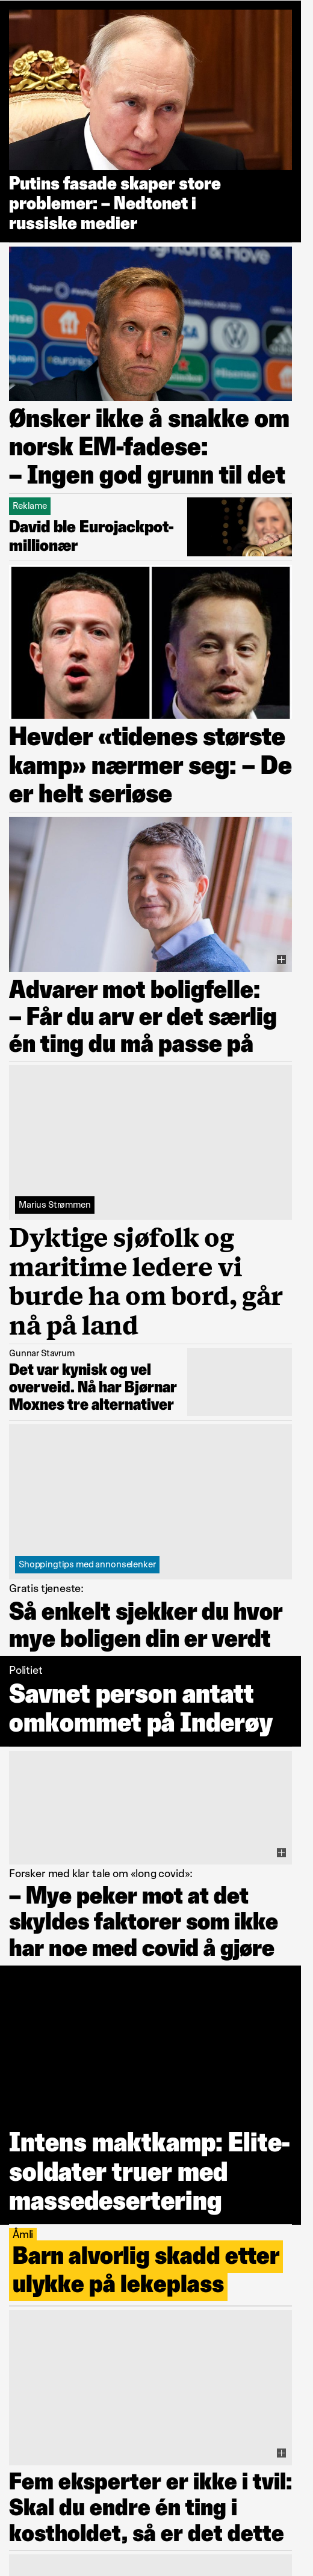 Brighton & Hove
Putins fasade skaper store
problemer: – Nedtonet i
russiske medier
Ønsker ikke å snakke om
norsk EM-fadese:
– Ingen god grunn til det
Reklame
David ble Eurojackpot-
millionær
Hevder «tidenes største
kamp» nærmer seg: – De
er helt seriøse
Advarer mot boligfelle:
– Får du arv er det særlig
én ting du må passe på
Marius Strømmen
Dyktige sjøfolk og
maritime ledere vi
burde ha om bord, går
nå på land
Gunnar Stavrum
Det var kynisk og vel
overveid. Nå har Bjørnar
Moxnes tre alternativer
Shoppingtips med annonselenker
Gratis tjeneste:
Så enkelt sjekker du hvor
mye boligen din er verdt
Politiet
Savnet person antatt
omkommet på Inderøy
Forsker med klar tale om «long covid»:
– Mye peker mot at det
skyldes faktorer som ikke
har noe med covid å gjøre
Intens maktkamp: Elite-
soldater truer med
massedesertering
Åmli
Barn alvorlig skadd etter
ulykke på lekeplass
Fem eksperter er ikke i tvil:
Skal du endre én ting i
kostholdet, så er det dette